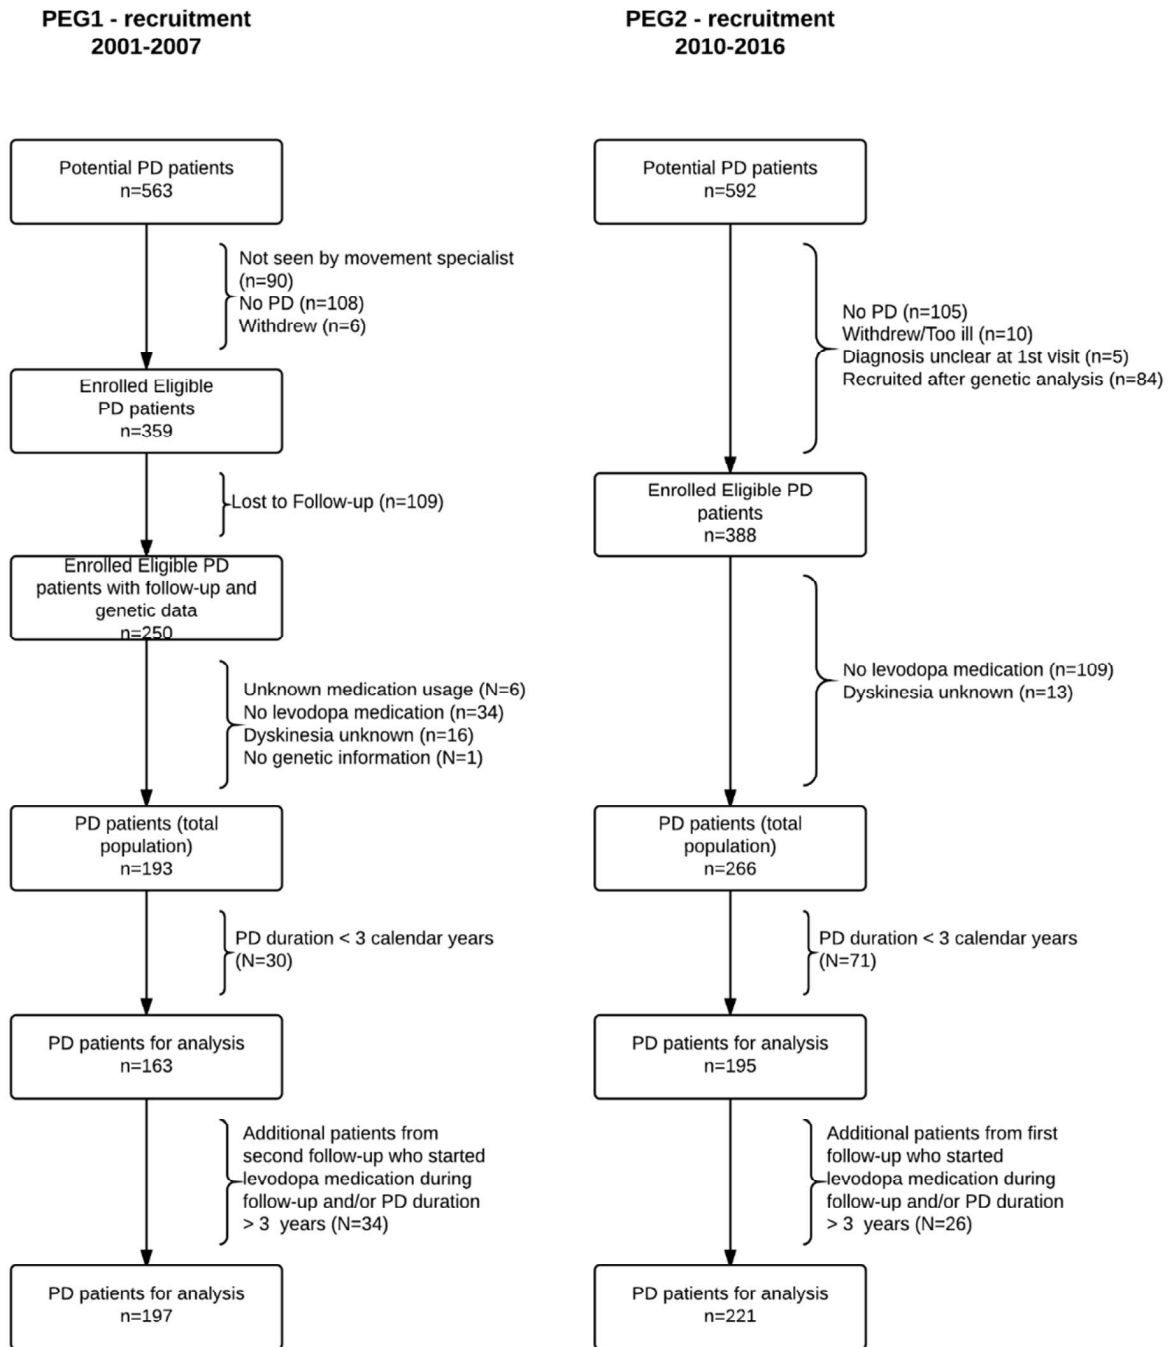 PEG1 - recruitment
2001-2007
Potential PD patients
n=563
Not seen by movement specialist
(n=90)
No PD (n=108)
Withdrew (n=6)
Enrolled Eligible
PD patients
n=359
Lost to Follow-up (n=109)
Enrolled Eligible PD
patients with follow-up and
genetic data
n=250
Unknown medication usage (N=6)
No levodopa medication (n=34)
Dyskinesia unknown (n=16)
No genetic information (N=1)
PD patients (total
population)
n=193
PD duration < 3 calendar years
(N=30)
PD patients for analysis
n=163
Additional patients from
second follow-up who started
levodopa medication during
follow-up and/or PD duration
> 3 years (N=34)
PD patients for analysis
n=197
PEG2 - recruitment
2010-2016
Potential PD patients
n=592
No PD (n=105)
Withdrew/Too ill (n=10)
Diagnosis unclear at 1st visit (n=5)
Recruited after genetic analysis (n=84)
Enrolled Eligible PD
patients
n=388
No levodopa medication (n=109)
Dyskinesia unknown (n=13)
PD patients (total
population)
n=266
PD duration < 3 calendar years
(N=71)
PD patients for analysis
n=195
Additional patients from first
follow-up who started
levodopa medication during
follow-up and/or PD duration
> 3 years (N=26)
PD patients for analysis
n=221